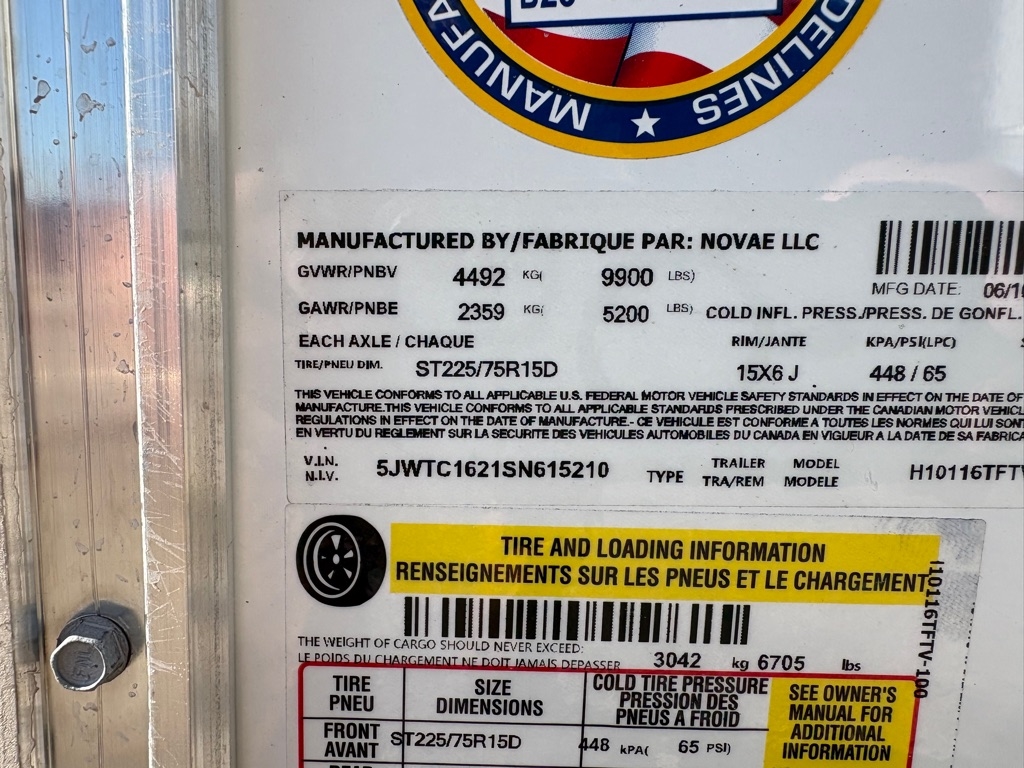 MANUFA
DELINES
MANUFACTURED BY/FABRIQUE PAR: NOVAE LLC
GVWR/PNBV 4492 KG( 9900 LBS)
MFG DATE: 06/10
GAWR/PNBE 2359 KG( 5200 LBS) COLD INFL. PRESS./PRESS. DE GONFL.
EACH AXLE / CHAQUE RIM/JANTE KPA/PSI(LPC)
TIRE/PNEU DIM. ST225/75R15D 15X6 J 448 / 65
THIS VEHICLE CONFORMS TO ALL APPLICABLE U.S. FEDERAL MOTOR VEHICLE SAFETY STANDARDS IN EFFECT ON THE DATE OF
MANUFACTURE.THIS VEHICLE CONFORMS TO ALL APPLICABLE STANDARDS PRESCRIBED UNDER THE CANADIAN MOTOR VEHICL
REGULATIONS IN EFFECT ON THE DATE OF MANUFACTURE.- CE VEHICULE EST CONFORME A TOUTES LES NORMES QUI LUI SONT
EN VERTU DU REGLEMENT SUR LA SECURITE DES VEHICULES AUTOMOBILES DU CANADA EN VIGUEUR A LA DATE DE SA FABRICA
V.I.N. 5JWTC1621SN615210 TYPE TRAILER MODEL H10116TFTV
N.I.V. TRA/REM MODELE
TIRE AND LOADING INFORMATION
RENSEIGNEMENTS SUR LES PNEUS ET LE CHARGEMENT
H10116TFTV-100
THE WEIGHT OF CARGO SHOULD NEVER EXCEED:
LE POIDS DU CHARGEMENT NE DOIT JAMAIS DEPASSER 3042 kg 6705 lbs
TIRE
PNEU
SIZE
DIMENSIONS
COLD TIRE PRESSURE
PRESSION DES
PNEUS A FROID
SEE OWNER'S
MANUAL FOR
ADDITIONAL
INFORMATION
FRONT
AVANT
ST225/75R15D
448 kPA( 65 PSI)